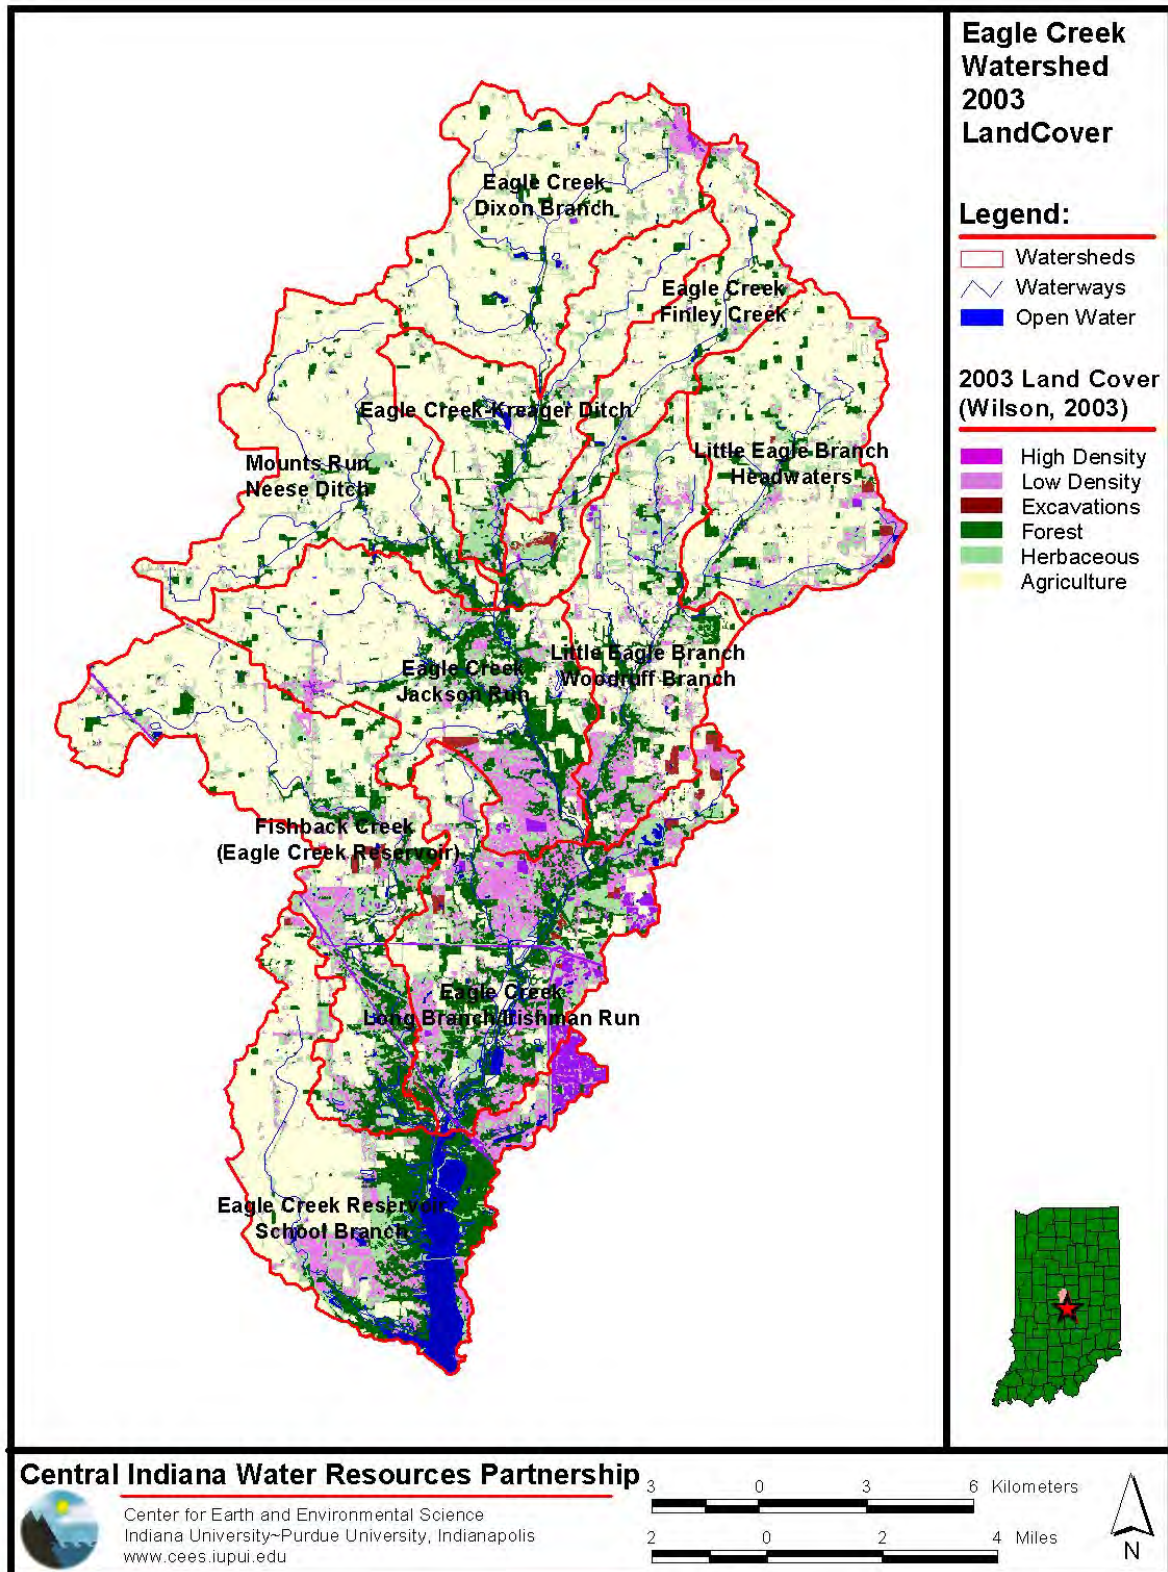 Eagle Creek
Watershed
2003
LandCover
Legend:
Watersheds
Waterways
Open Water
2003 Land Cover
(Wilson, 2003)
High Density
Low Density
Excavations
Forest
Herbaceous
Agriculture
Eagle Creek
Dixon Branch
Eagle Creek
Finley Creek
Eagle Creek-Kreager Ditch
Little Eagle Branch
Headwaters
Mounts Run
Neese Ditch
Little Eagle Branch
Woodruff Branch
Eagle Creek
Jackson Run
Fishback Creek
(Eagle Creek Reservoir)
Eagle Creek
Long Branch/Irishman Run
Eagle Creek Reservoir
School Branch
Central Indiana Water Resources Partnership
Center for Earth and Environmental Science
Indiana University~Purdue University, Indianapolis
www.cees.iupui.edu
3 0 3 6 Kilometers
2 0 2 4 Miles
N